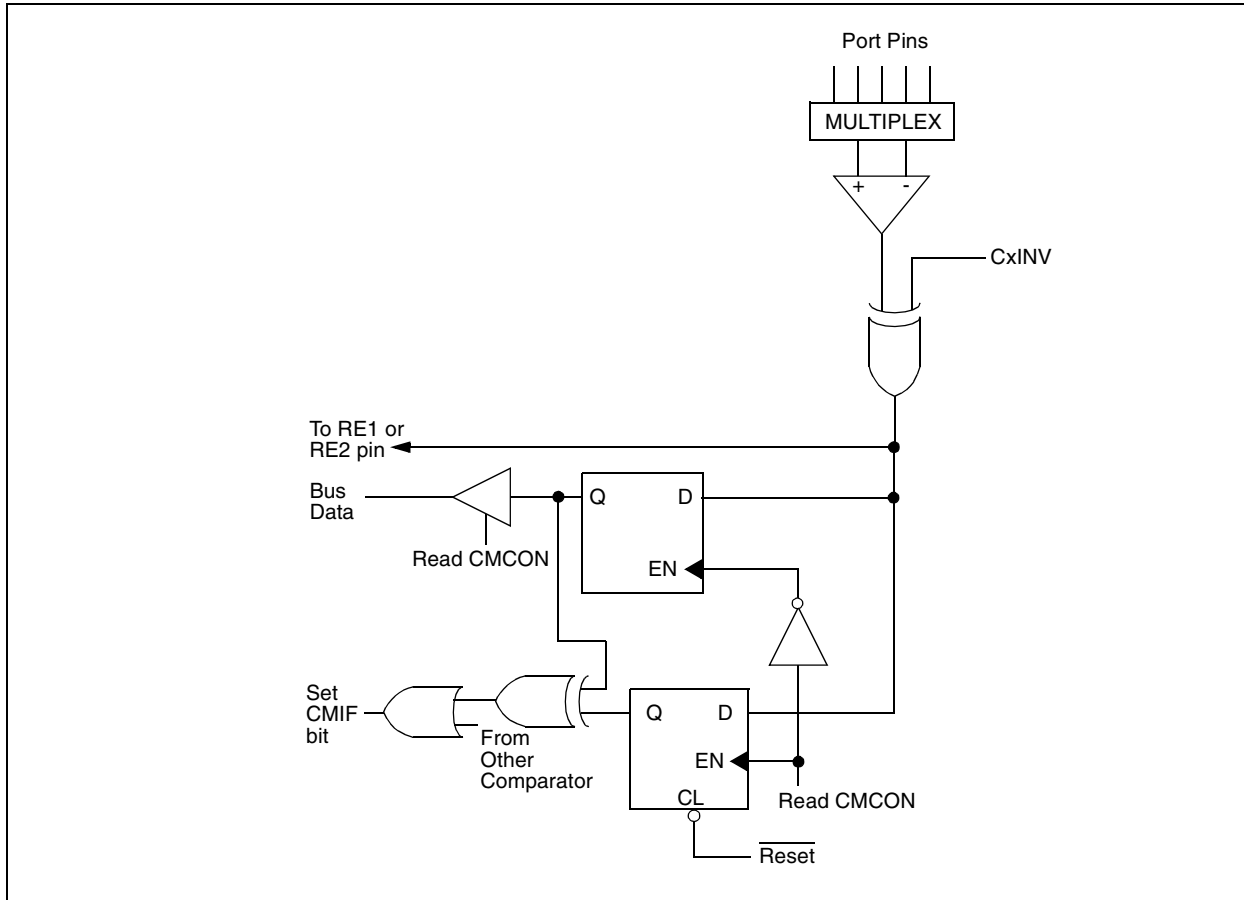 Port Pins
MULTIPLEX
+ -
CxINV
To RE1 or
RE2 pin
Bus
Data
Q D
Read CMCON
EN
Set
CMIF
bit
Q D
From
Other
Comparator
EN
CL
Read CMCON
Reset